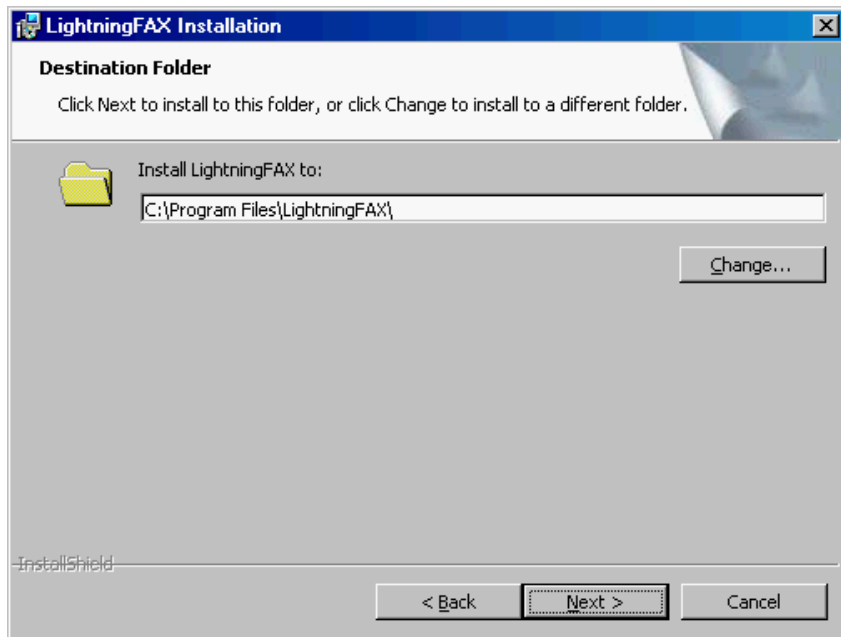 LightningFAX Installation
Destination Folder
Click Next to install to this folder, or click Change to install to a different folder.
Install LightningFAX to:
C:\Program Files\LightningFAX\
Change...
InstallShield
< Back
Next >
Cancel